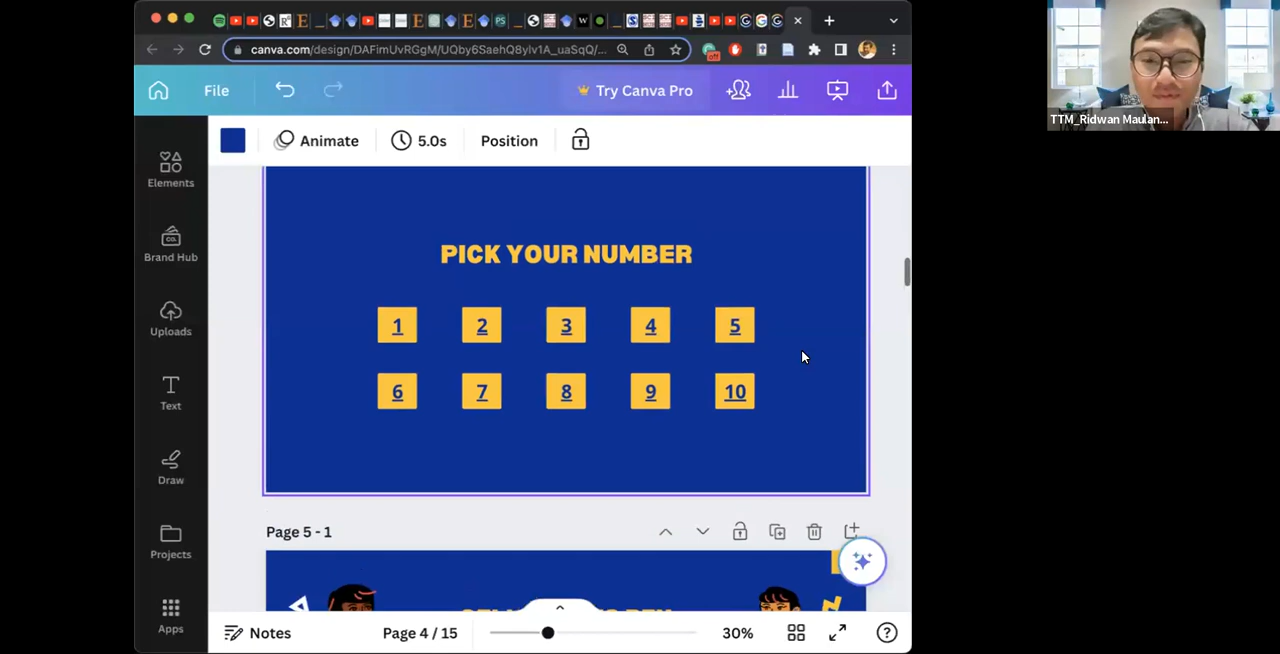 canva.com/design/DAFimUvRGgM/UQby6SaehQ8ylv1A_uaSqQ/...
File
Try Canva Pro
Animate
5.0s
Position
Elements
Brand Hub
Uploads
Text
Draw
Projects
Apps
PICK YOUR NUMBER
1 2 3 4 5
6 7 8 9 10
Page 5 - 1
Notes
Page 4 / 15
30%
TTM_Ridwan Maulan...